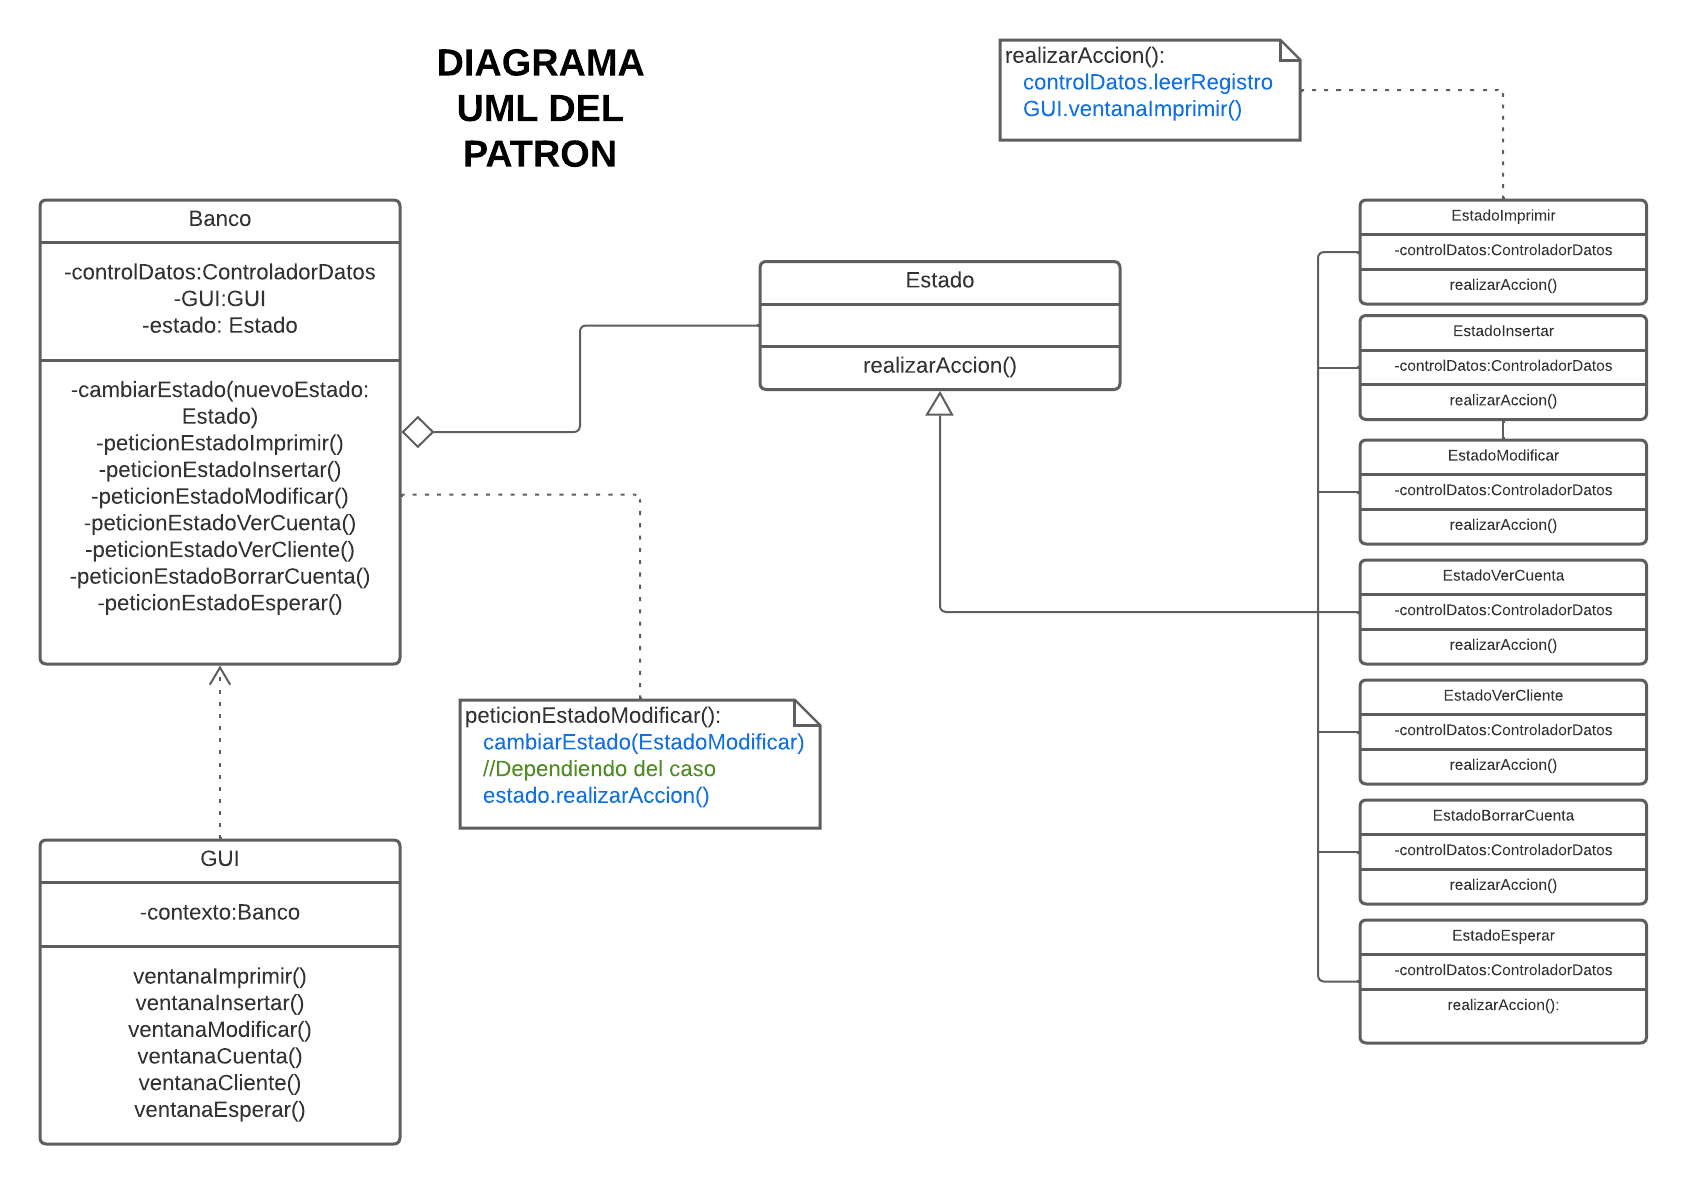 DIAGRAMA
UML DEL
PATRON
realizarAccion():
controlDatos.leerRegistro
GUI.ventanaImprimir()
Banco
-controlDatos:ControladorDatos
-GUI:GUI
-estado: Estado
-cambiarEstado(nuevoEstado:
Estado)
-peticionEstadoImprimir()
-peticionEstadoInsertar()
-peticionEstadoModificar()
-peticionEstadoVerCuenta()
-peticionEstadoVerCliente()
-peticionEstadoBorrarCuenta()
-peticionEstadoEsperar()
Estado
realizarAccion()
EstadoImprimir
-controlDatos:ControladorDatos
realizarAccion()
EstadoInsertar
-controlDatos:ControladorDatos
realizarAccion()
EstadoModificar
-controlDatos:ControladorDatos
realizarAccion()
EstadoVerCuenta
-controlDatos:ControladorDatos
realizarAccion()
EstadoVerCliente
-controlDatos:ControladorDatos
realizarAccion()
EstadoBorrarCuenta
-controlDatos:ControladorDatos
realizarAccion()
EstadoEsperar
-controlDatos:ControladorDatos
realizarAccion():
peticionEstadoModificar():
cambiarEstado(EstadoModificar)
//Dependiendo del caso
estado.realizarAccion()
GUI
-contexto:Banco
ventanaImprimir()
ventanaInsertar()
ventanaModificar()
ventanaCuenta()
ventanaCliente()
ventanaEsperar()